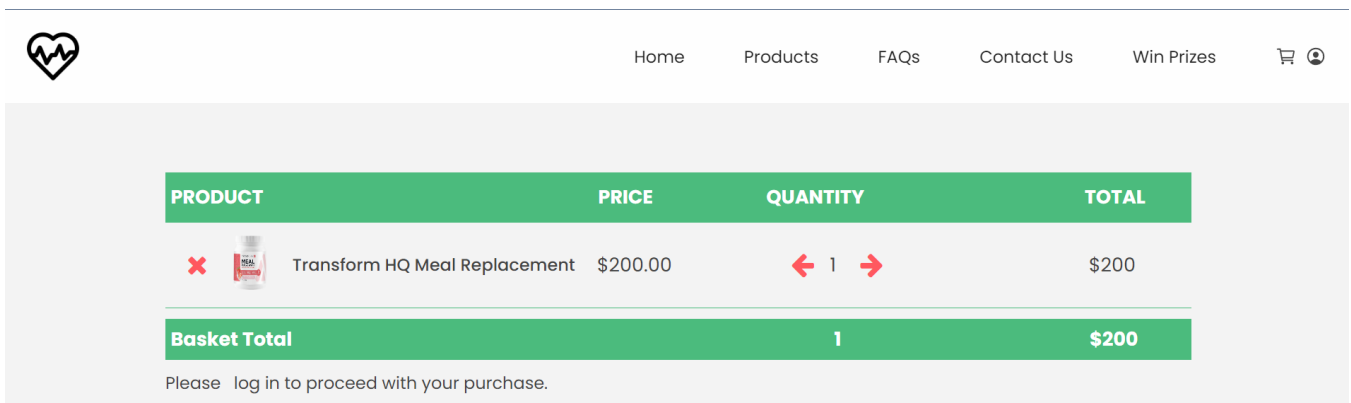 Home Products FAQs Contact Us Win Prizes
PRODUCT PRICE QUANTITY TOTAL
MEAL
Transform HQ Meal Replacement $200.00 1 $200
Basket Total 1 $200
Please log in to proceed with your purchase.